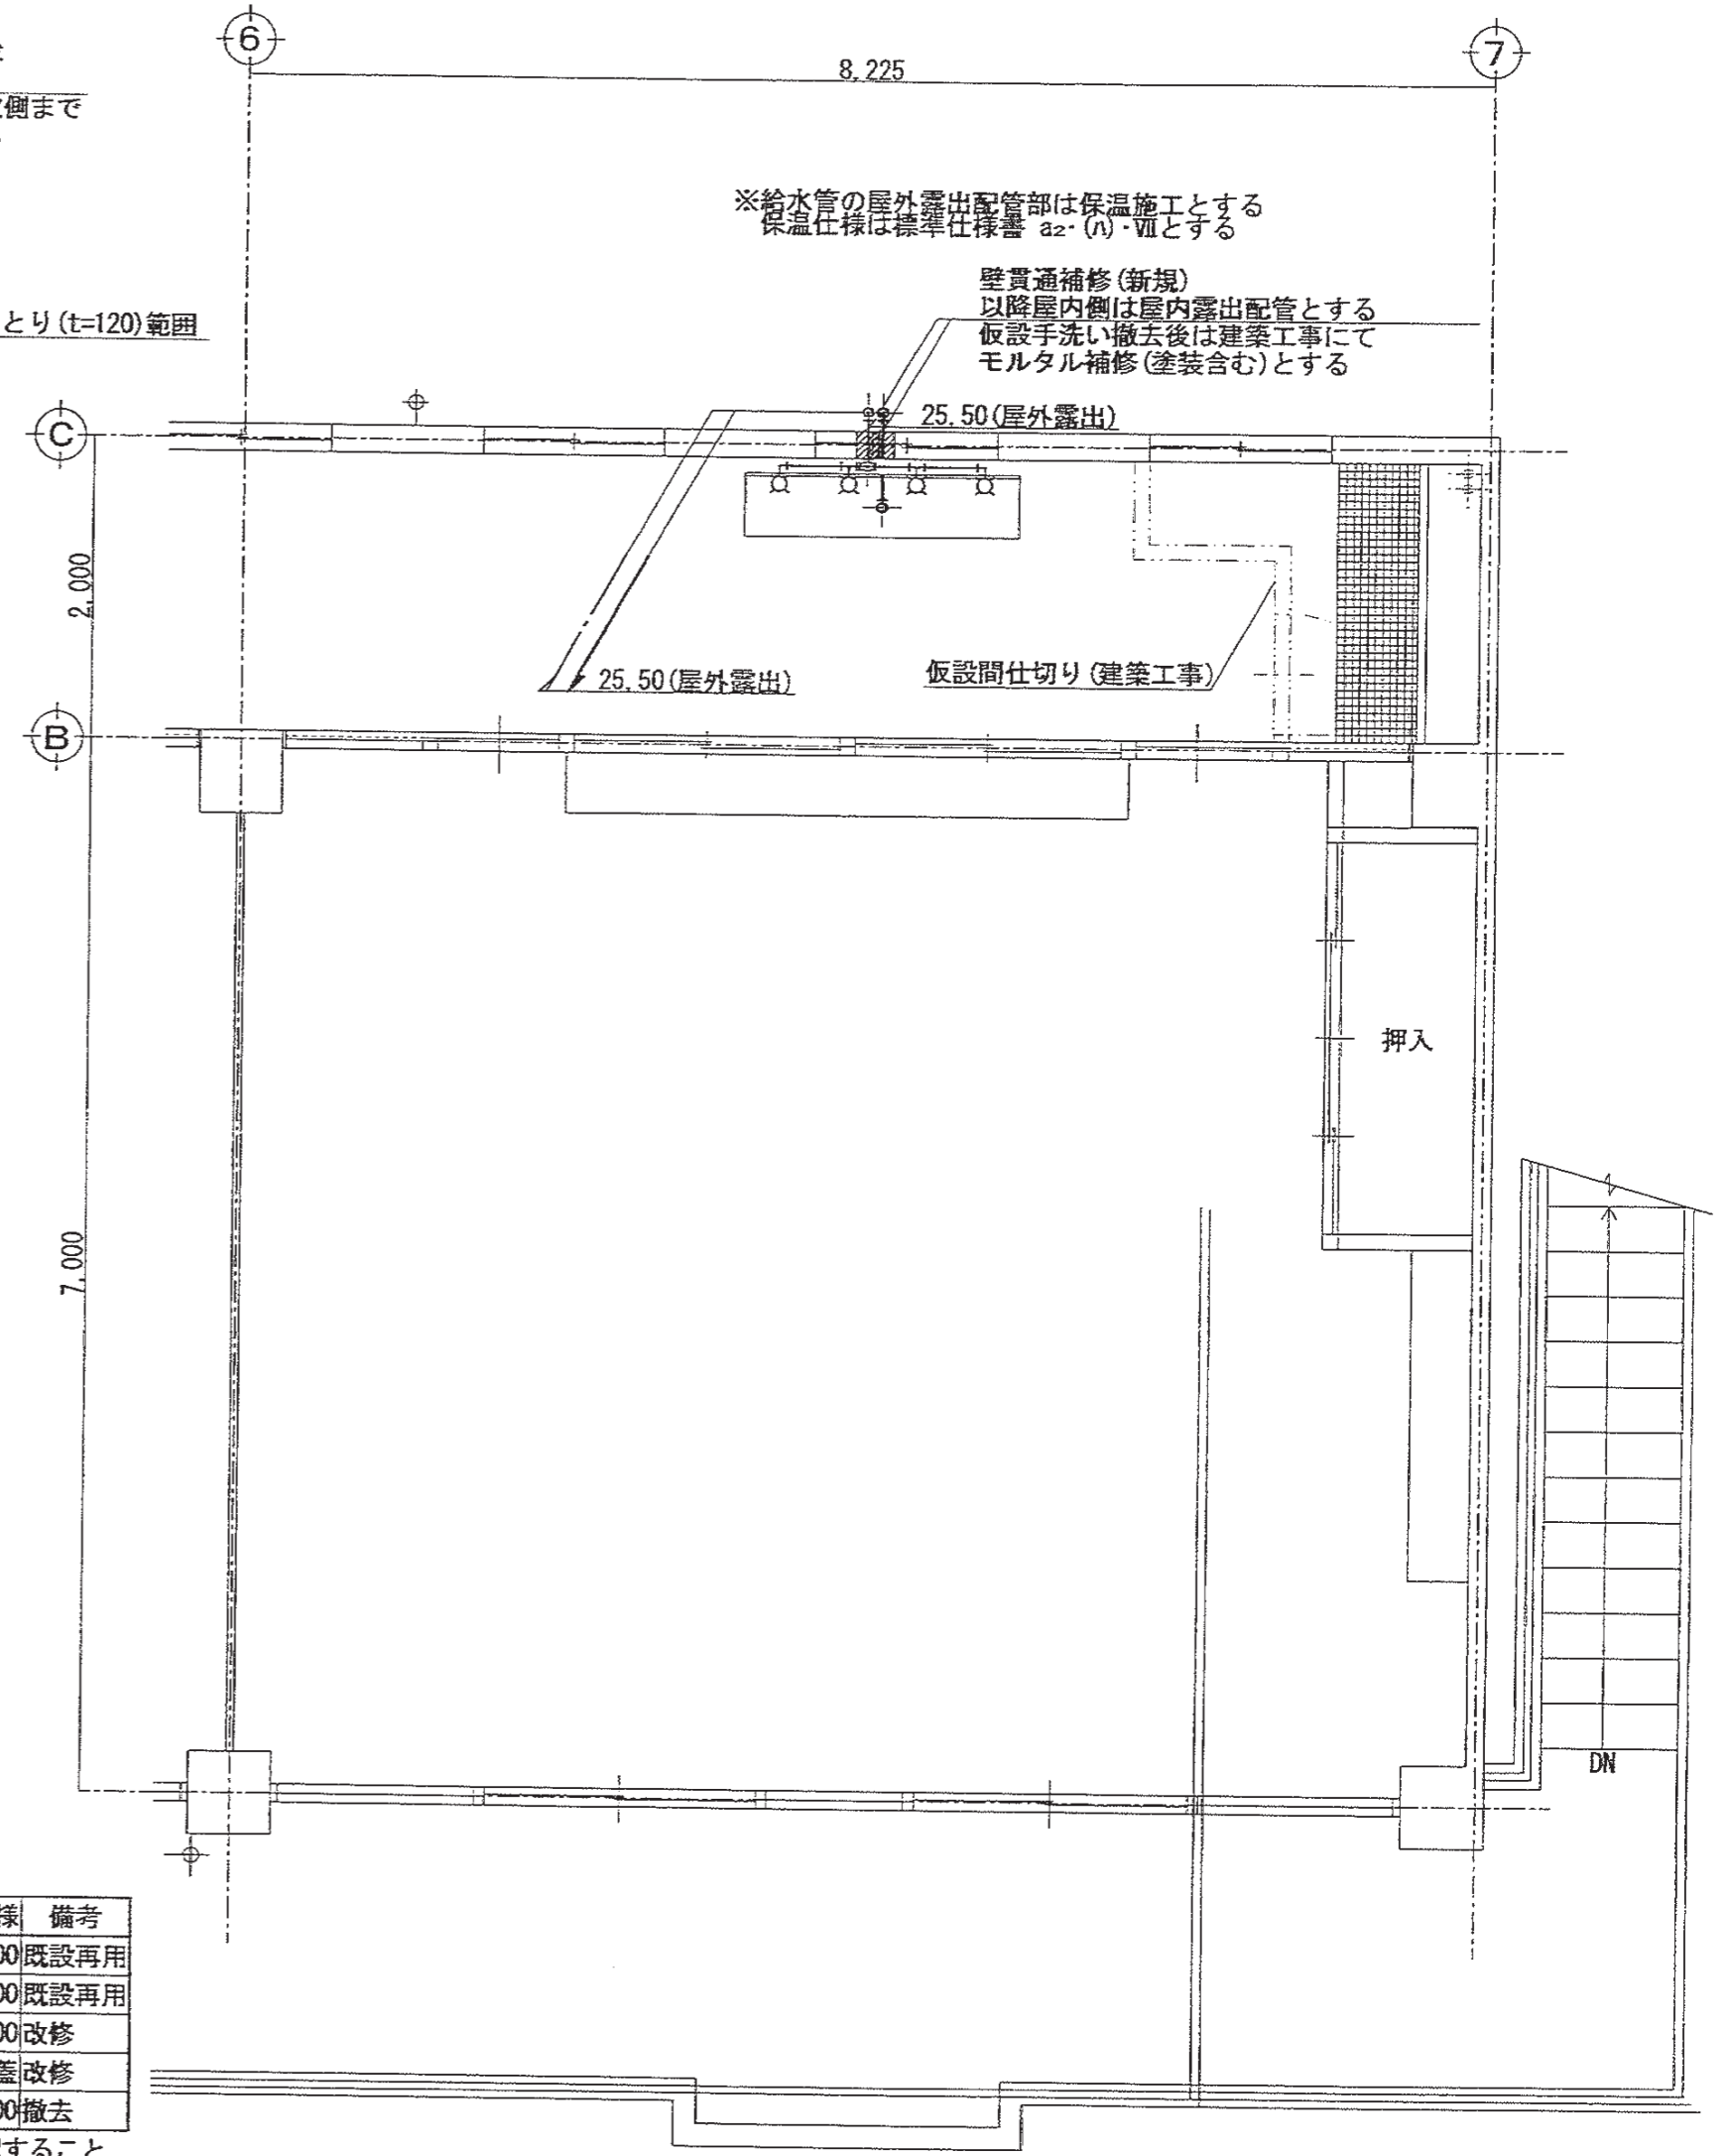 6
7
8,225
側まで
※給水管の屋外露出配管部は保温施工とする
保温仕様は標準仕様書 a2・(ハ)・Ⅶとする
壁貫通補修(新規)
以降屋内側は屋内露出配管とする
仮設手洗い撤去後は建築工事にて
モルタル補修(塗装含む)とする
とり(t=120)範囲
C
25,50(屋外露出)
2,000
25,50(屋外露出)
仮設間仕切り(建築工事)
B
押入
7,000
DN
様 備考
00 既設再用
00 既設再用
00 改修
蓋 改修
00 撤去
すること